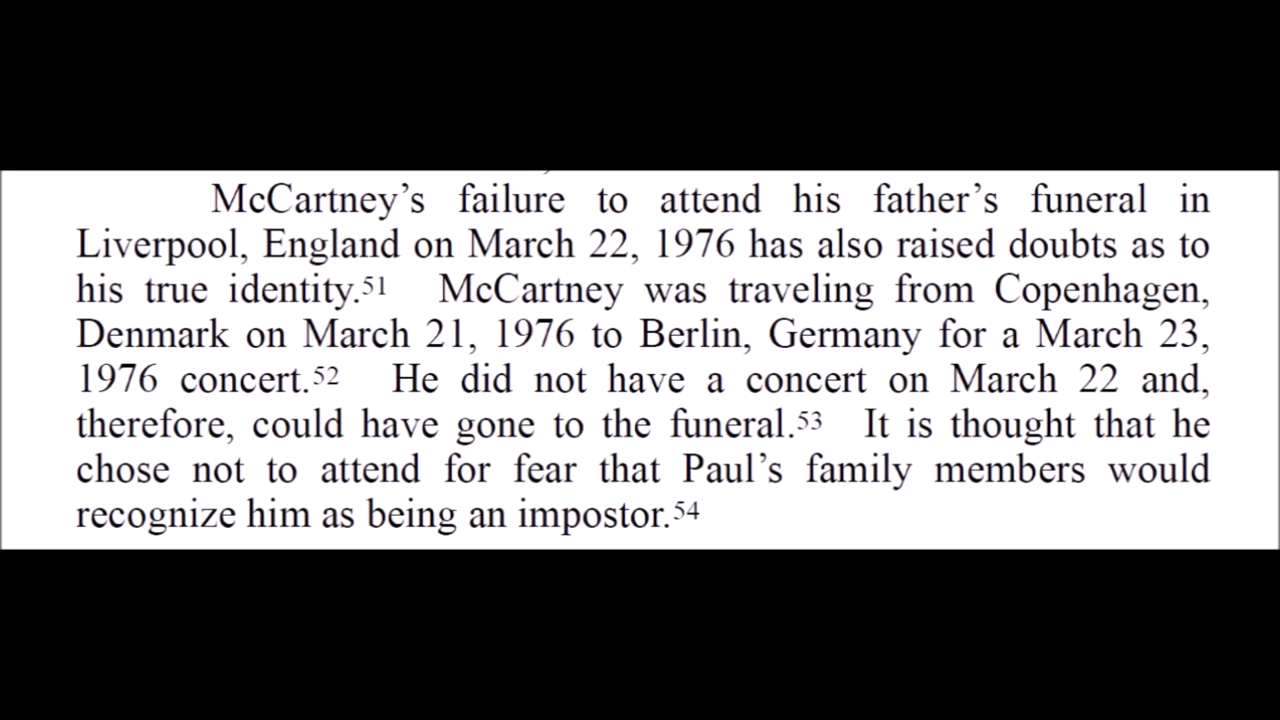 McCartney’s failure to attend his father’s funeral in
Liverpool, England on March 22, 1976 has also raised doubts as to
his true identity.51 McCartney was traveling from Copenhagen,
Denmark on March 21, 1976 to Berlin, Germany for a March 23,
1976 concert.52 He did not have a concert on March 22 and,
therefore, could have gone to the funeral.53 It is thought that he
chose not to attend for fear that Paul’s family members would
recognize him as being an impostor.54